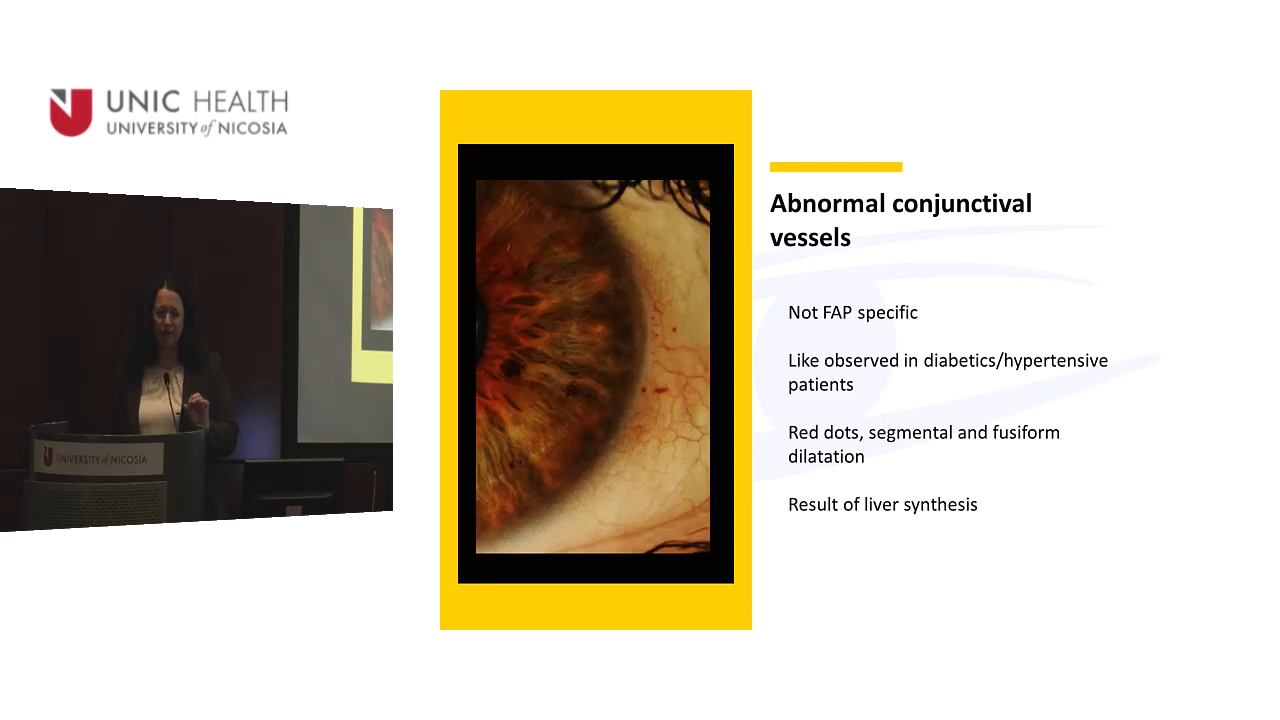 UNIC HEALTH
UNIVERSITY of NICOSIA
UNIVERSITY of NICOSIA
Abnormal conjunctival
vessels
Not FAP specific
Like observed in diabetics/hypertensive
patients
Red dots, segmental and fusiform
dilatation
Result of liver synthesis